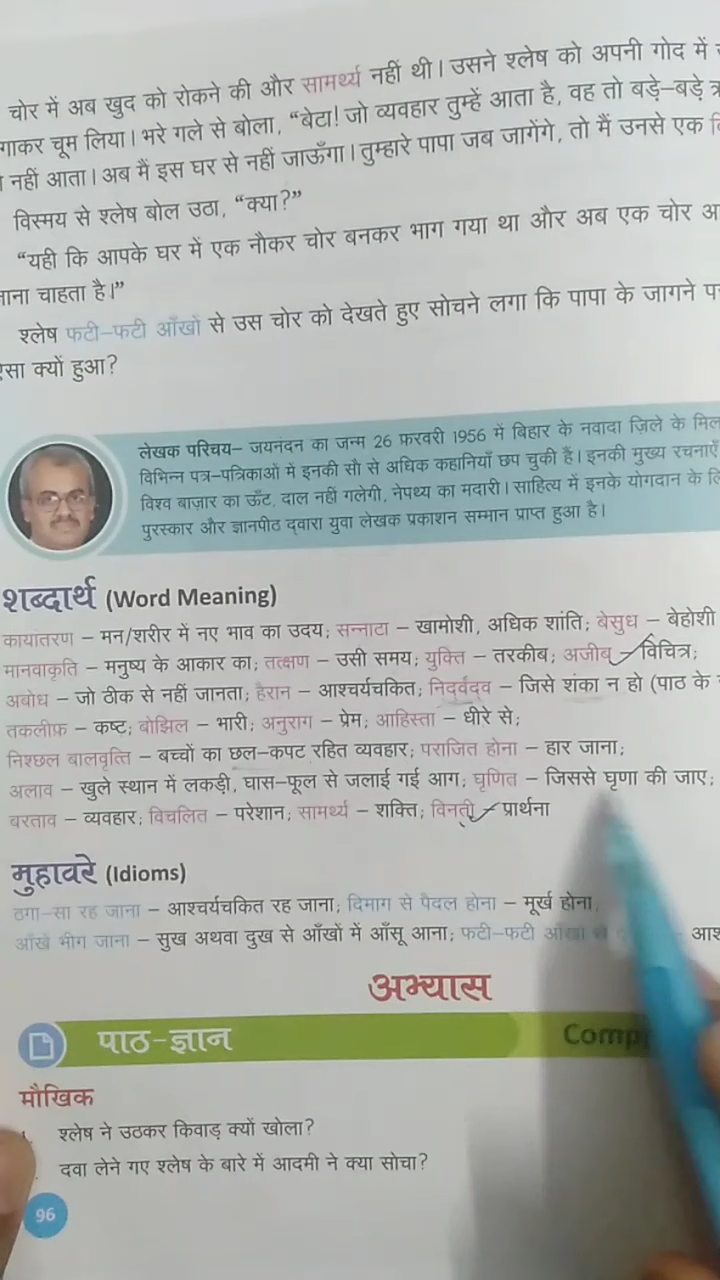 चोर में अब खुद को रोकने की और सामर्थ्य नहीं थी। उसने श्लेष को अपनी गोद में
गाकर चूम लिया। भरे गले से बोला, “बेटा! जो व्यवहार तुम्हें आता है, वह तो बड़े-बड़े
नहीं आता। अब मैं इस घर से नहीं जाऊँगा। तुम्हारे पापा जब जागेंगे, तो मैं उनसे एक
विस्मय से श्लेष बोल उठा, “क्या?”
“यही कि आपके घर में एक नौकर चोर बनकर भाग गया था और अब एक चोर
ाना चाहता है।”
श्लेष फटी-फटी आँखों से उस चोर को देखते हुए सोचने लगा कि पापा के जागने
सा क्यों हुआ?
लेखक परिचय– जयनंदन का जन्म 26 फ़रवरी 1956 में बिहार के नवादा ज़िले के
विभिन्न पत्र-पत्रिकाओं में इनकी सौ से अधिक कहानियाँ छप चुकी हैं। इनकी मुख्य रचनाएँ
विश्व बाज़ार का ऊँट, दाल नहीं गलेगी, नेपथ्य का मदारी। साहित्य में इनके योगदान के
पुरस्कार और ज्ञानपीठ द्वारा युवा लेखक प्रकाशन सम्मान प्राप्त हुआ है।
शब्दार्थ (Word Meaning)
कायांतरण – मन/शरीर में नए भाव का उदय; सन्नाटा – खामोशी, अधिक शांति; बेसुध – बेहोशी
मानवाकृति – मनुष्य के आकार का; तत्क्षण – उसी समय; युक्ति – तरकीब; अजीब – विचित्र;
अबोध – जो ठीक से नहीं जानता; हैरान – आश्चर्यचकित; निर्द्वंद्व – जिसे शंका न हो (पाठ के
तकलीफ़ – कष्ट; बोझिल – भारी; अनुराग – प्रेम; आहिस्ता – धीरे से;
निश्छल बालवृत्ति – बच्चों का छल-कपट रहित व्यवहार; पराजित होना – हार जाना;
अलाव – खुले स्थान में लकड़ी, घास-फूल से जलाई गई आग; घृणित – जिससे घृणा की जाए;
बरताव – व्यवहार; विचलित – परेशान; सामर्थ्य – शक्ति; विनती – प्रार्थना
मुहावरे (Idioms)
ठगा-सा रह जाना – आश्चर्यचकित रह जाना; दिमाग से पैदल होना – मूर्ख होना
आँखें भीग जाना – सुख अथवा दुख से आँखों में आँसू आना; फटी-फटी आँखों से
अभ्यास
पाठ-ज्ञान
मौखिक
श्लेष ने उठकर किवाड़ क्यों खोला?
दवा लेने गए श्लेष के बारे में आदमी ने क्या सोचा?
96